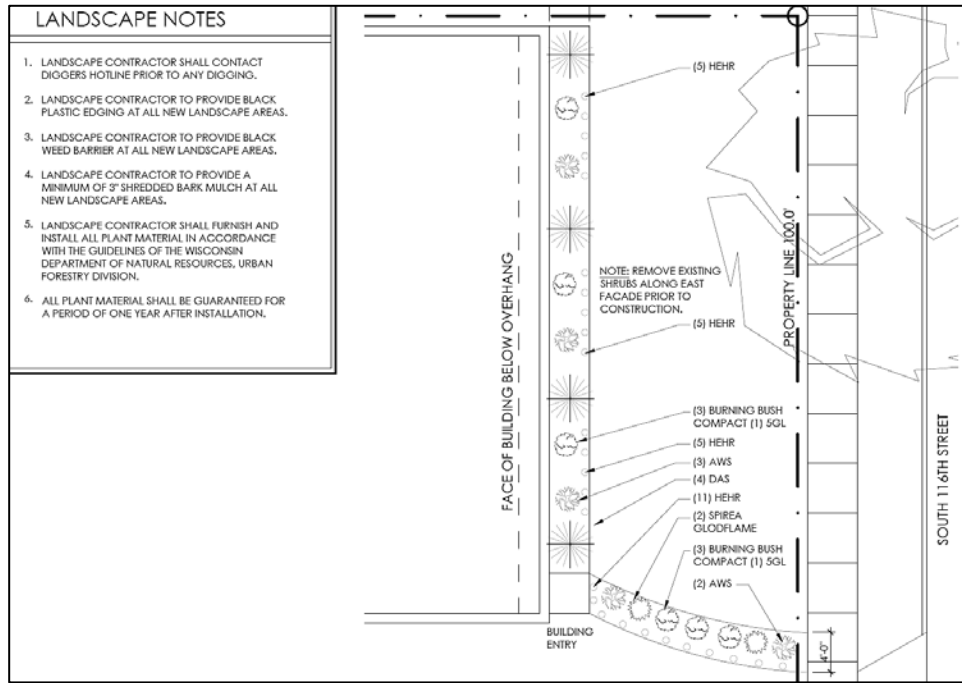 LANDSCAPE NOTES
1. LANDSCAPE CONTRACTOR SHALL CONTACT
DIGGERS HOTLINE PRIOR TO ANY DIGGING.
2. LANDSCAPE CONTRACTOR TO PROVIDE BLACK
PLASTIC EDGING AT ALL NEW LANDSCAPE AREAS.
3. LANDSCAPE CONTRACTOR TO PROVIDE BLACK
WEED BARRIER AT ALL NEW LANDSCAPE AREAS.
4. LANDSCAPE CONTRACTOR TO PROVIDE A
MINIMUM OF 3" SHREDDED BARK MULCH AT ALL
NEW LANDSCAPE AREAS.
5. LANDSCAPE CONTRACTOR SHALL FURNISH AND
INSTALL ALL PLANT MATERIAL IN ACCORDANCE
WITH THE GUIDELINES OF THE WISCONSIN
DEPARTMENT OF NATURAL RESOURCES, URBAN
FORESTRY DIVISION.
6. ALL PLANT MATERIAL SHALL BE GUARANTEED FOR
A PERIOD OF ONE YEAR AFTER INSTALLATION.
FACE OF BUILDING BELOW OVERHANG
(5) HEHR
NOTE: REMOVE EXISTING
SHRUBS ALONG EAST
FACADE PRIOR TO
CONSTRUCTION.
(5) HEHR
(3) BURNING BUSH
COMPACT (1) 5GL
(5) HEHR
(3) AWS
(4) DAS
(11) HEHR
(2) SPIREA
GLODFLAME
(3) BURNING BUSH
COMPACT (1) 5GL
(2) AWS
BUILDING
ENTRY
4'-0"
PROPERTY LINE 100.0'
SOUTH 116TH STREET